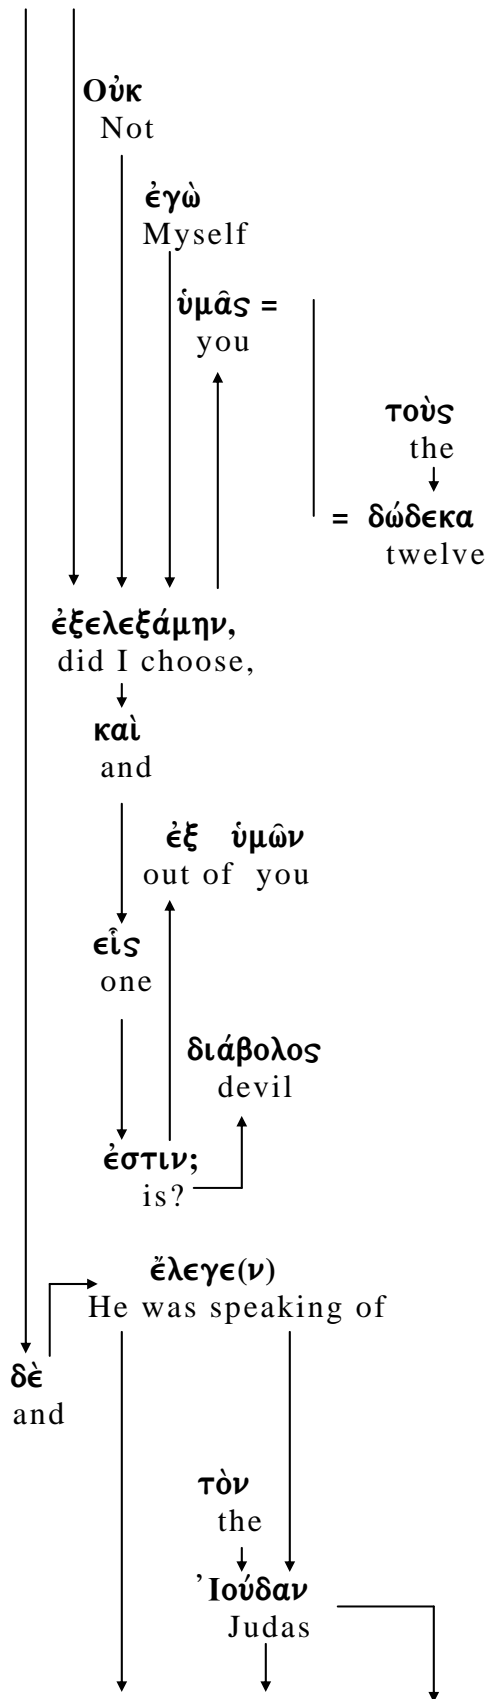 Οὐκ
Not
ἐγὼ
Myself
ὑμᾶς =
you
τοὺς
the
= δώδεκα
twelve
ἐξελεξάμην,
did I choose,
καὶ
and
ἐξ ὑμῶν
out of you
εἷς
one
διάβολος
devil
ἐστιν;
is?
ἔλεγε(ν)
He was speaking of
δὲ
and
τὸν
the
Ἰούδαν
Judas